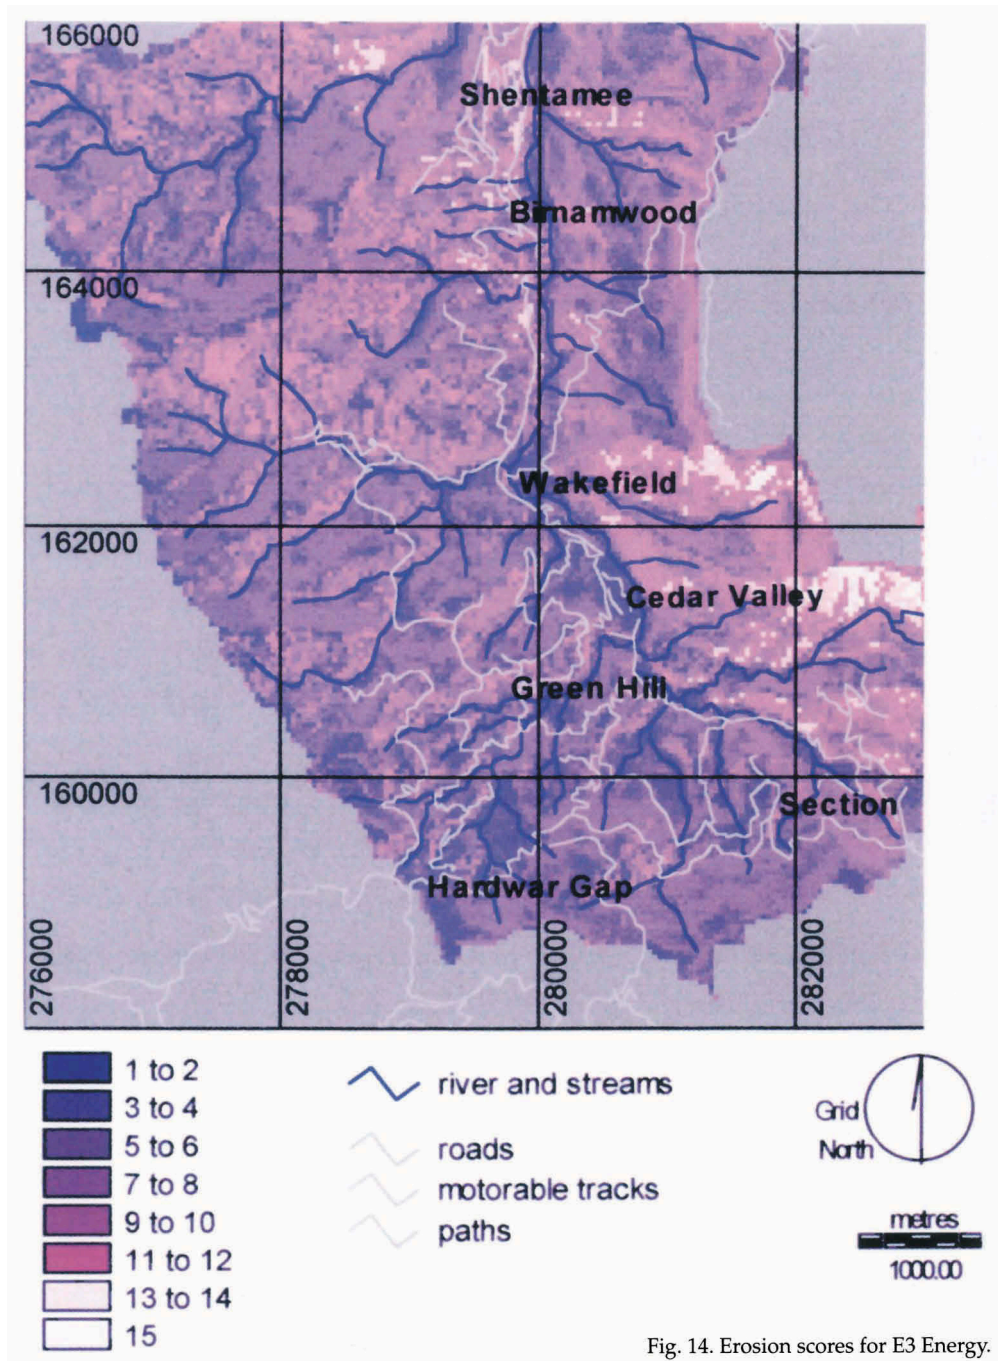 166000
Shentamee
Birnamwood
164000
Wakefield
162000
Cedar Valley
Green Hill
160000
Section
Hardwar Gap
276000
278000
280000
282000
1 to 2
3 to 4
5 to 6
7 to 8
9 to 10
11 to 12
13 to 14
15
river and streams
roads
motorable tracks
paths
Grid
North
metres
1000.00
Fig. 14. Erosion scores for E3 Energy.